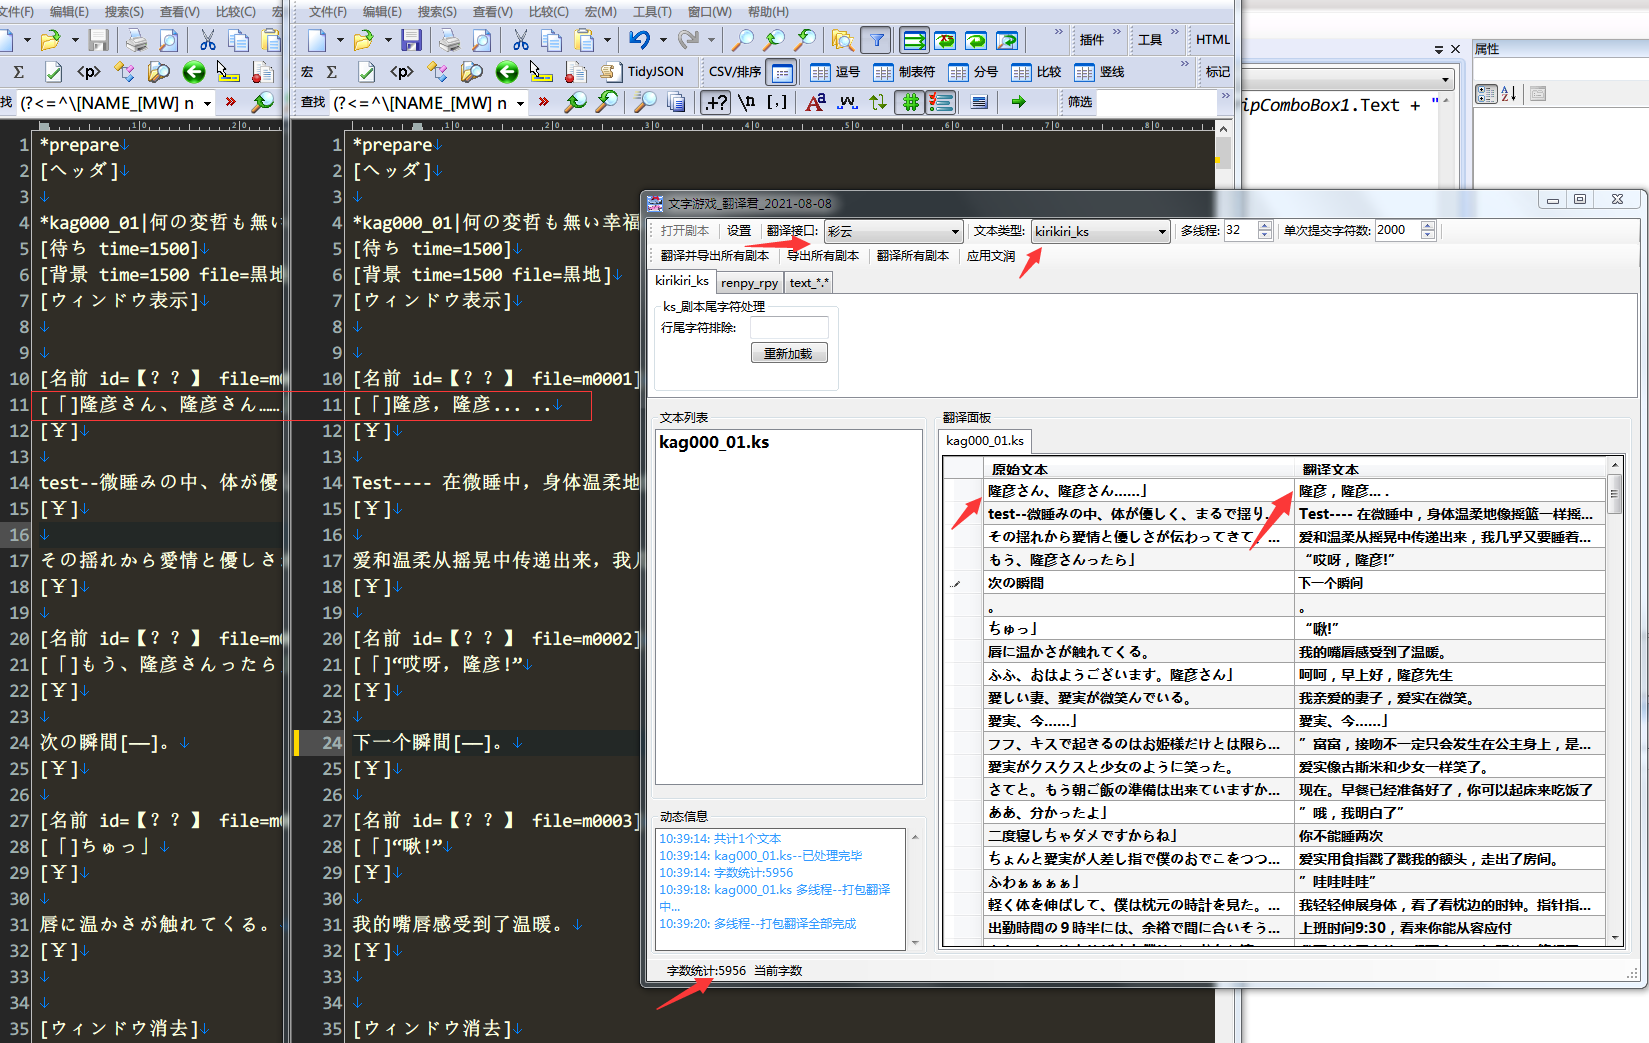 文件(F) 编辑(E) 搜索(S) 查看(V) 比较(C) 宏
文件(F) 编辑(E) 搜索(S) 查看(V) 比较(C) 宏(M) 工具(T) 窗口(W) 帮助(H)
插件 工具 HTML
宏 Σ <p> TidyJSON CSV/排序 逗号 制表符 分号 比较 竖线 标记
找 (?<=^\[NAME_[MW] n
查找 (?<=^\[NAME_[MW] n
筛选
属性
ipComboBox1.Text + "
1 *prepare↓
2 [ヘッダ]↓
3 ↓
4 *kag000_01|何の変哲も無い
5 [待ち time=1500]↓
6 [背景 time=1500 file=黒地
7 [ウィンドウ表示]↓
8 ↓
9 ↓
10 [名前 id=【？？】 file=m0
11 [「]隆彦さん、隆彦さん……
12 [￥]↓
13 ↓
14 test--微睡みの中、体が優
15 [￥]↓
16 ↓
17 その揺れから愛情と優しさ
18 [￥]↓
19 ↓
20 [名前 id=【？？】 file=m0
21 [「]もう、隆彦さんったら
22 [￥]↓
23 ↓
24 次の瞬間[――]。↓
25 [￥]↓
26 ↓
27 [名前 id=【？？】 file=m0
28 [「]ちゅっ」↓
29 [￥]↓
30 ↓
31 唇に温かさが触れてくる。
32 [￥]↓
33 ↓
34 ↓
35 [ウィンドウ消去]↓
1 *prepare↓
2 [ヘッダ]↓
3 ↓
4 *kag000_01|何の変哲も無い幸福
5 [待ち time=1500]↓
6 [背景 time=1500 file=黒地]↓
7 [ウィンドウ表示]↓
8 ↓
9 ↓
10 [名前 id=【？？】 file=m0001]
11 [「]隆彦，隆彦... ..↓
12 [￥]↓
13 ↓
14 Test---- 在微睡中，身体温柔地
15 [￥]↓
16 ↓
17 爱和温柔从摇晃中传递出来，我几
18 [￥]↓
19 ↓
20 [名前 id=【？？】 file=m0002]
21 [「]“哎呀，隆彦!”↓
22 [￥]↓
23 ↓
24 下一个瞬間[――]。↓
25 [￥]↓
26 ↓
27 [名前 id=【？？】 file=m0003]
28 [「]“啾!”↓
29 [￥]↓
30 ↓
31 我的嘴唇感受到了温暖。↓
32 [￥]↓
33 ↓
34 ↓
35 [ウィンドウ消去]↓
文字游戏_翻译君_2021-08-08
打开剧本 设置 翻译接口: 彩云 文本类型: kirikiri_ks 多线程: 32 单次提交字符数: 2000
翻译并导出所有剧本 导出所有剧本 翻译所有剧本 应用文润
kirikiri_ks renpy_rpy text_*.*
ks_剧本尾字符处理
行尾字符排除:
重新加载
文本列表
kag000_01.ks
动态信息
10:39:14: 共计1个文本
10:39:14: kag000_01.ks--已处理完毕
10:39:14: 字数统计:5956
10:39:18: kag000_01.ks 多线程--打包翻译
中...
10:39:20: 多线程--打包翻译全部完成
翻译面板
kag000_01.ks
原始文本 翻译文本
隆彦さん、隆彦さん……」 隆彦，隆彦... .
test--微睡みの中、体が優しく、まるで揺り... Test---- 在微睡中，身体温柔地像摇篮一样摇...
その揺れから愛情と優しさが伝わってきて，... 爱和温柔从摇晃中传递出来，我几乎又要睡着...
もう、隆彦さんったら」 “哎呀，隆彦!”
次の瞬間 下一个瞬间
。 。
ちゅっ」 “啾!”
唇に温かさが触れてくる。 我的嘴唇感受到了温暖。
ふふ、おはようございます。隆彦さん」 呵呵，早上好，隆彦先生
愛しい妻、愛実が微笑んでいる。 我亲爱的妻子，爱实在微笑。
愛実、今……」 愛実、今……」
フフ、キスで起きるのはお姫様だけとは限ら... ”富富，接吻不一定只会发生在公主身上，是...
愛実がクスクスと少女のように笑った。 爱实像古斯米和少女一样笑了。
さてと。もう朝ご飯の準備は出来ていますか... 现在。早餐已经准备好了，你可以起床来吃饭了
ああ、分かったよ」 ”哦，我明白了”
二度寝しちゃダメですからね」 你不能睡两次
ちょんと愛実が人差し指で僕のおでこをつつ... 爱实用食指戳了戳我的额头，走出了房间。
ふわぁぁぁぁ」 ”哇哇哇哇”
軽く体を伸ばして、僕は枕元の時計を見た。... 我轻轻伸展身体，看了看枕边的时钟。指针指...
出勤時間の９時半には、余裕で間に合いそう... 上班时间9:30，看来你能从容应付
字数统计:5956 当前字数